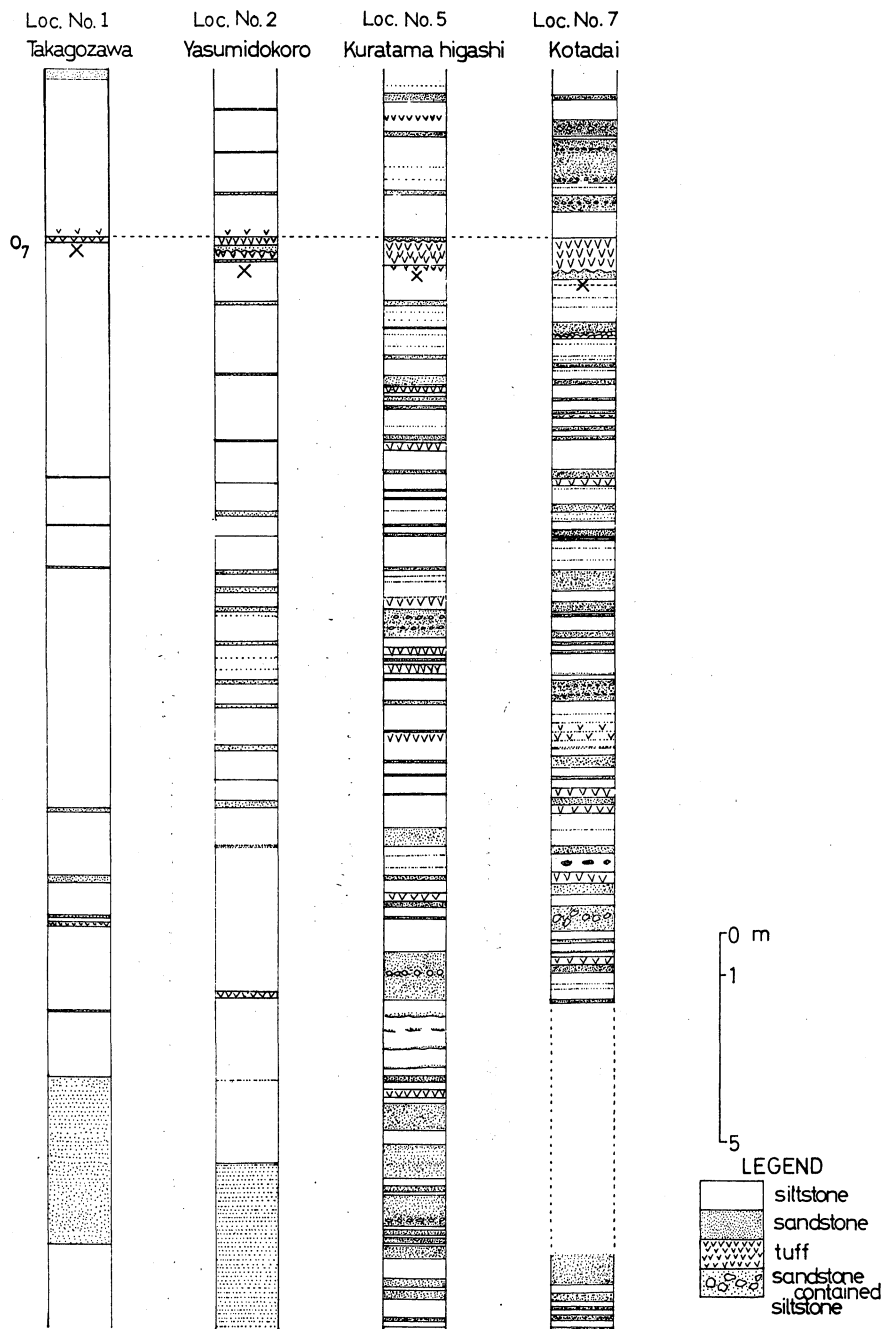 Loc. No. 1
Takagozawa
Loc. No. 2
Yasumidokoro
Loc. No. 5
Kuratama higashi
Loc. No. 7
Kotadai
O7
0 m
1
5
LEGEND
siltstone
sandstone
tuff
sandstone
contained
siltstone